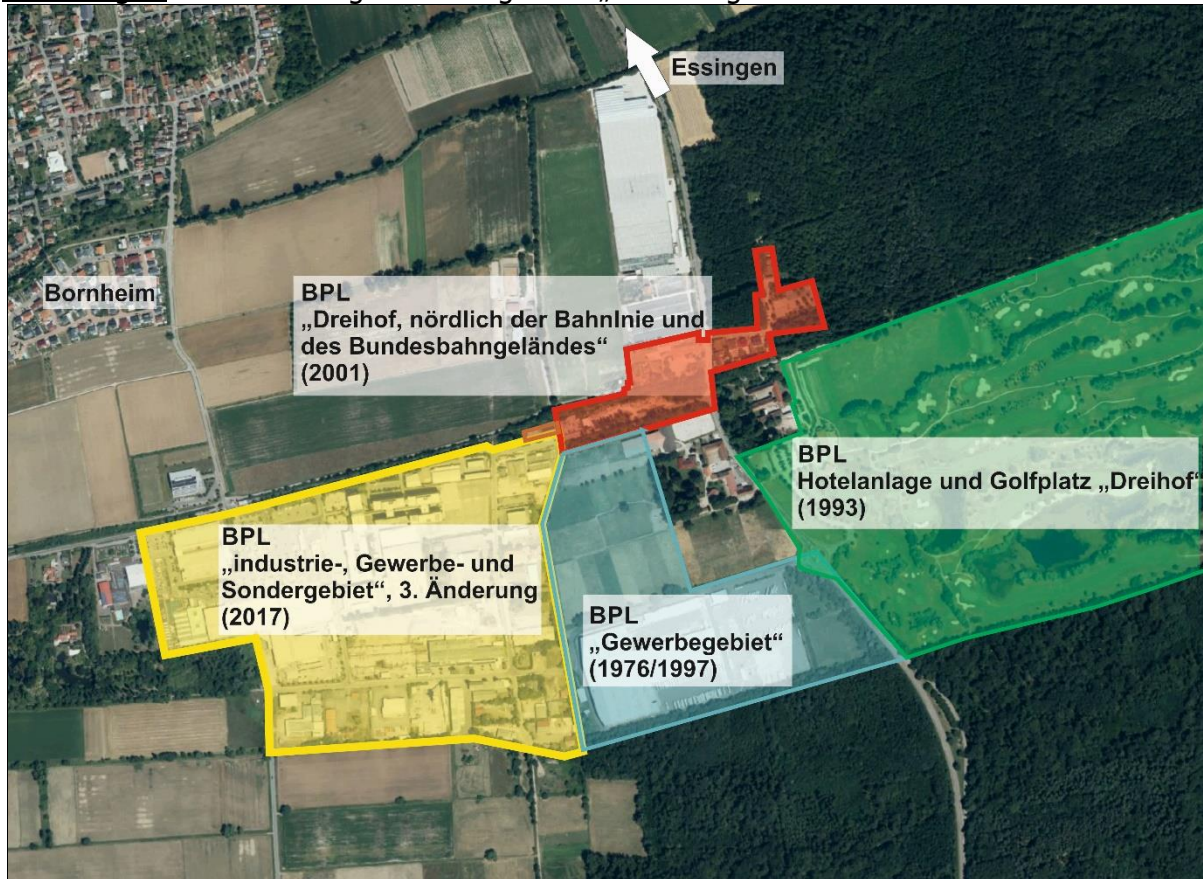 Essingen
Bornheim
BPL
„Dreihof, nördlich der Bahnlnie und
des Bundesbahngeländes“
(2001)
BPL
Hotelanlage und Golfplatz „Dreihof“
(1993)
BPL
„industrie-, Gewerbe- und
Sondergebiet“, 3. Änderung
(2017)
BPL
„Gewerbegebiet“
(1976/1997)